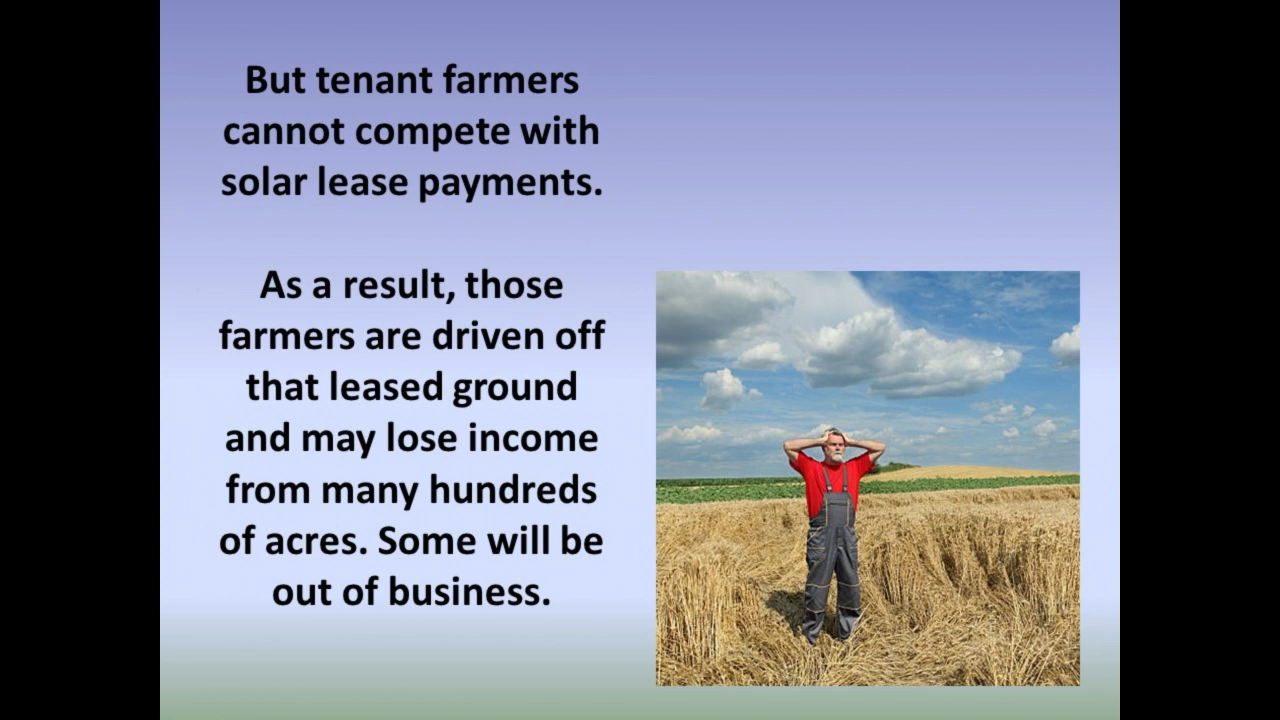 But tenant farmers
cannot compete with
solar lease payments.
As a result, those
farmers are driven off
that leased ground
and may lose income
from many hundreds
of acres. Some will be
out of business.